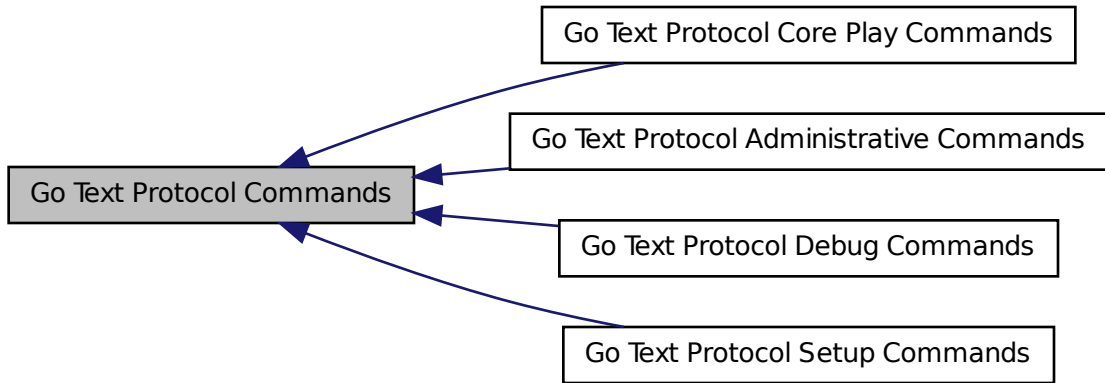 Go Text Protocol Core Play Commands
Go Text Protocol Administrative Commands
Go Text Protocol Commands
Go Text Protocol Debug Commands
Go Text Protocol Setup Commands